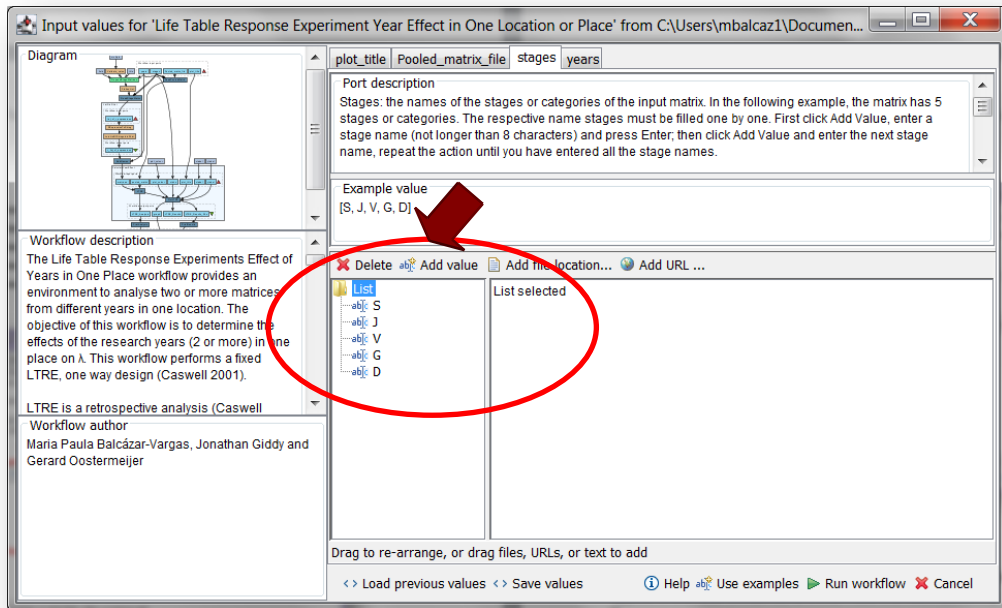 Input values for 'Life Table Response Experiment Year Effect in One Location or Place' from C:\Users\mbalcaz1\Documen...
Diagram
Workflow description
The Life Table Response Experiments Effect of
Years in One Place workflow provides an
environment to analyse two or more matrices
from different years in one location. The
objective of this workflow is to determine the
effects of the research years (2 or more) in one
place on λ. This workflow performs a fixed
LTRE, one way design (Caswell 2001).
LTRE is a retrospective analysis (Caswell
Workflow author
Maria Paula Balcázar-Vargas, Jonathan Giddy and
Gerard Oostermeijer
plot_title Pooled_matrix_file stages years
Port description
Stages: the names of the stages or categories of the input matrix. In the following example, the matrix has 5
stages or categories. The respective name stages must be filled one by one. First click Add Value, enter a
stage name (not longer than 8 characters) and press Enter; then click Add Value and enter the next stage
name, repeat the action until you have entered all the stage names.
Example value
[S, J, V, G, D]
Delete Add value Add file location... Add URL ...
List
S
J
V
G
D
List selected
Drag to re-arrange, or drag files, URLs, or text to add
Load previous values Save values Help Use examples Run workflow Cancel